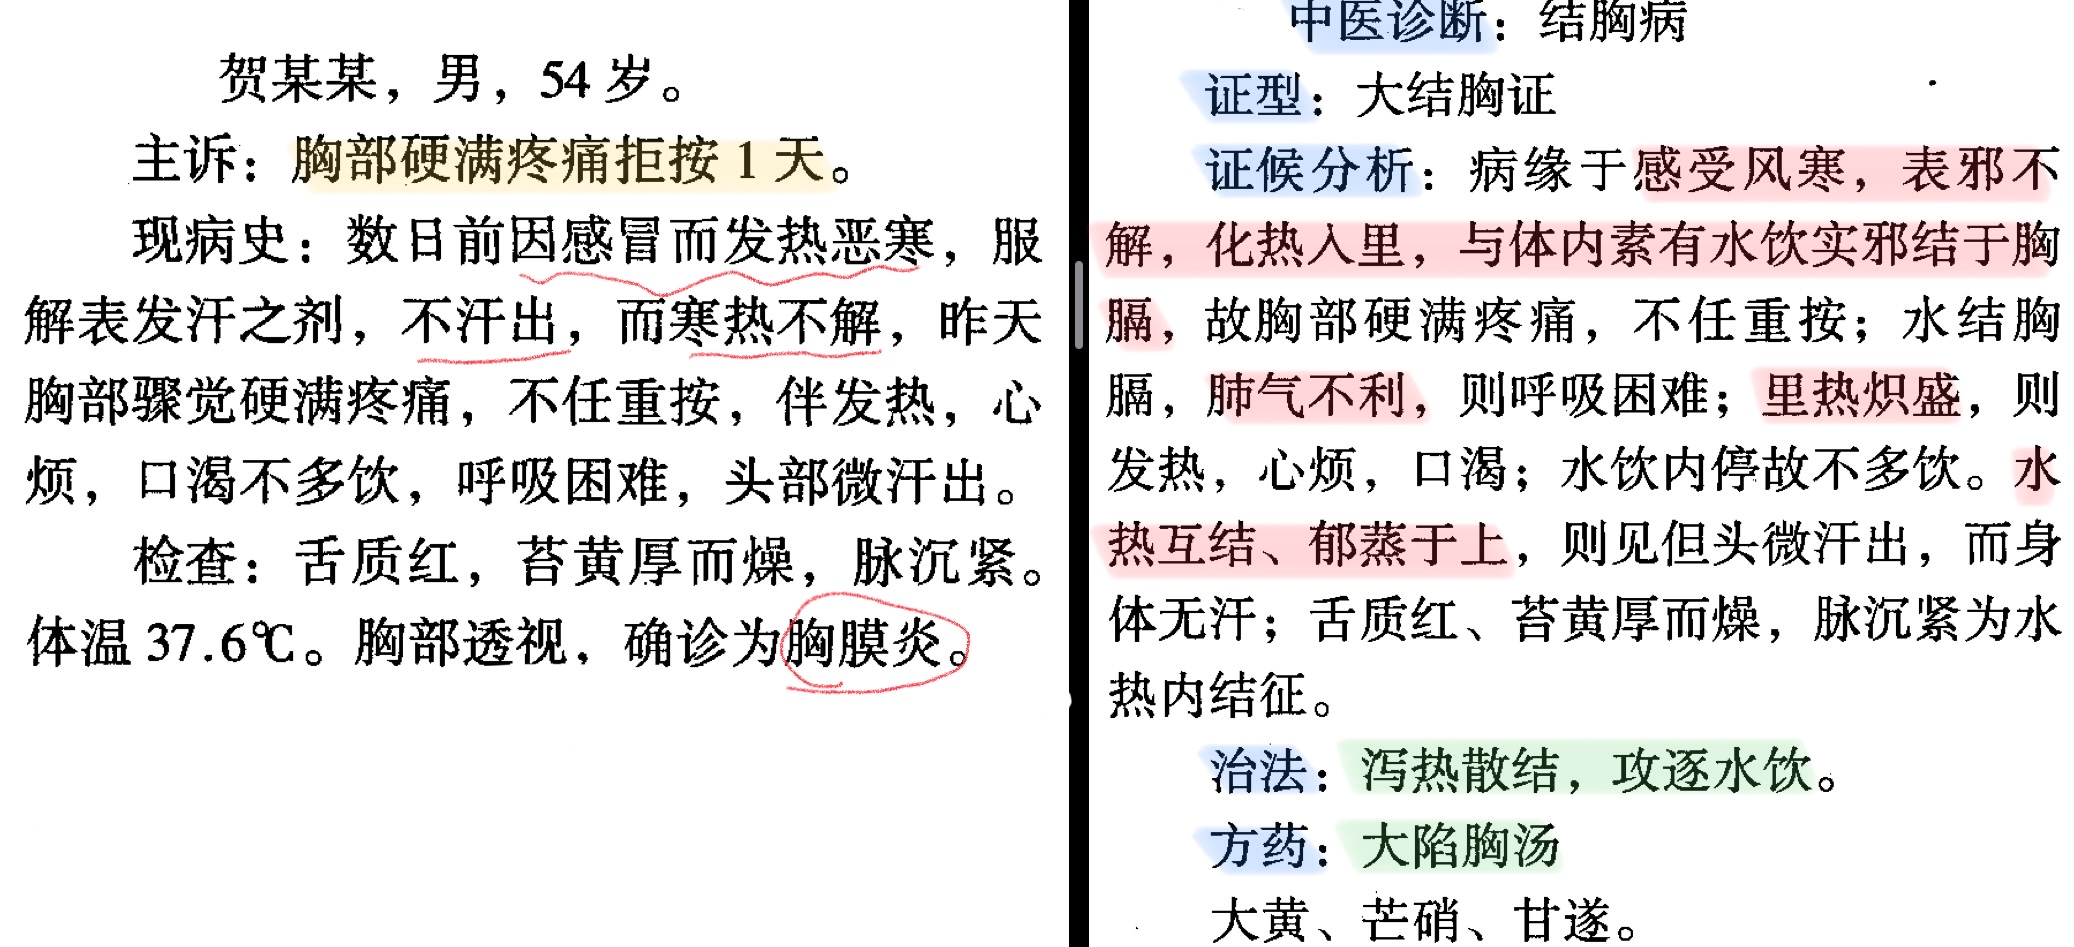 贺某某，男，54 岁。
主诉：胸部硬满疼痛拒按 1 天。
现病史：数日前因感冒而发热恶寒，服
解表发汗之剂，不汗出，而寒热不解，昨天
胸部骤觉硬满疼痛，不任重按，伴发热，心
烦，口渴不多饮，呼吸困难，头部微汗出。
检查：舌质红，苔黄厚而燥，脉沉紧。
体温 37.6℃。胸部透视，确诊为胸膜炎。
中医诊断：结胸病
证型：大结胸证
证候分析：病缘于感受风寒，表邪不
解，化热入里，与体内素有水饮实邪结于胸
膈，故胸部硬满疼痛，不任重按；水结胸
膈，肺气不利，则呼吸困难；里热炽盛，则
发热，心烦，口渴；水饮内停故不多饮。水
热互结、郁蒸于上，则见但头微汗出，而身
体无汗；舌质红、苔黄厚而燥，脉沉紧为水
热内结征。
治法：泻热散结，攻逐水饮。
方药：大陷胸汤
大黄、芒硝、甘遂。